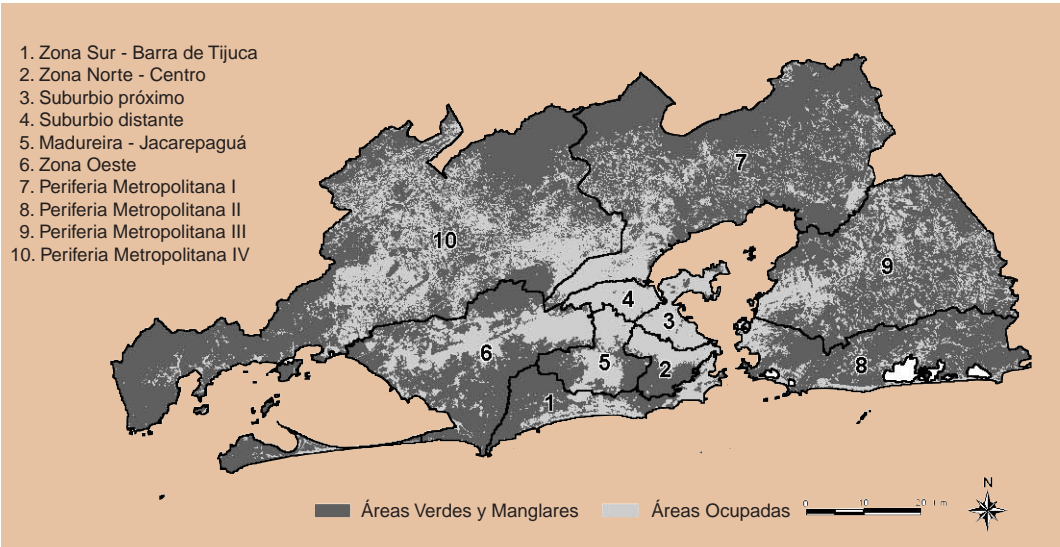 1. Zona Sur - Barra de Tijuca
2. Zona Norte - Centro
3. Suburbio próximo
4. Suburbio distante
5. Madureira - Jacarepaguá
6. Zona Oeste
7. Periferia Metropolitana I
8. Periferia Metropolitana II
9. Periferia Metropolitana III
10. Periferia Metropolitana IV
7
10
9
4
3
6
5
2
8
1
N
Áreas Verdes y Manglares
Áreas Ocupadas
0 10 20